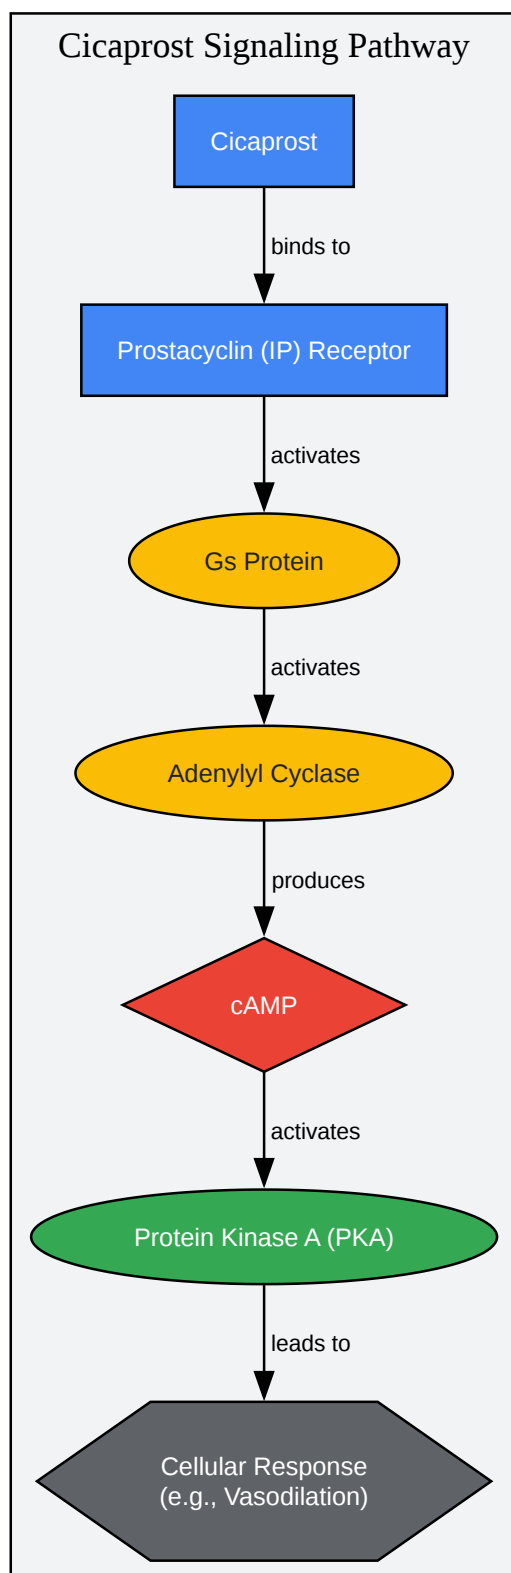 Cicaprost Signaling Pathway
Cicaprost
binds to
Prostacyclin (IP) Receptor
activates
Gs Protein
activates
Adenylyl Cyclase
produces
cAMP
activates
Protein Kinase A (PKA)
leads to
Cellular Response
(e.g., Vasodilation)